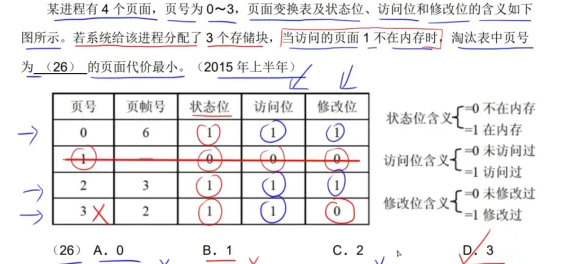 某进程有 4 个页面，页号为 0~3，页面变换表及状态位、访问位和修改位的含义如下
图所示。若系统给该进程分配了 3 个存储块，当访问的页面 1 不在内存时，淘汰表中页号
为 （26） 的页面代价最小。（2015 年上半年）
页号 页帧号 状态位 访问位 修改位
0 6 1 1 1
1 — 0 0 0
2 3 1 1 1
3 2 1 1 0
状态位含义 =0 不在内存
=1 在内存
访问位含义 =0 未访问过
=1 访问过
修改位含义 =0 未修改过
=1 修改过
（26） A．0 B．1 C．2 D．3